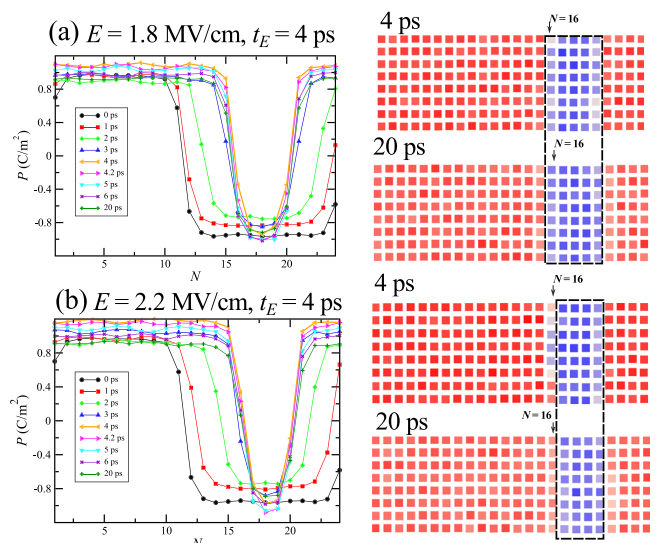 (a) E = 1.8 MV/cm, t_E = 4 ps
P (C/m²)
0.8
0.4
0
-0.4
-0.8
0 ps
1 ps
2 ps
3 ps
4 ps
4.2 ps
5 ps
6 ps
20 ps
5 10 15 20
N
4 ps
N = 16
20 ps
N = 16
(b) E = 2.2 MV/cm, t_E = 4 ps
P (C/m²)
0.8
0.4
0
-0.4
-0.8
0 ps
1 ps
2 ps
3 ps
4 ps
4.2 ps
5 ps
6 ps
20 ps
5 10 15 20
N
4 ps
N = 16
20 ps
N = 16